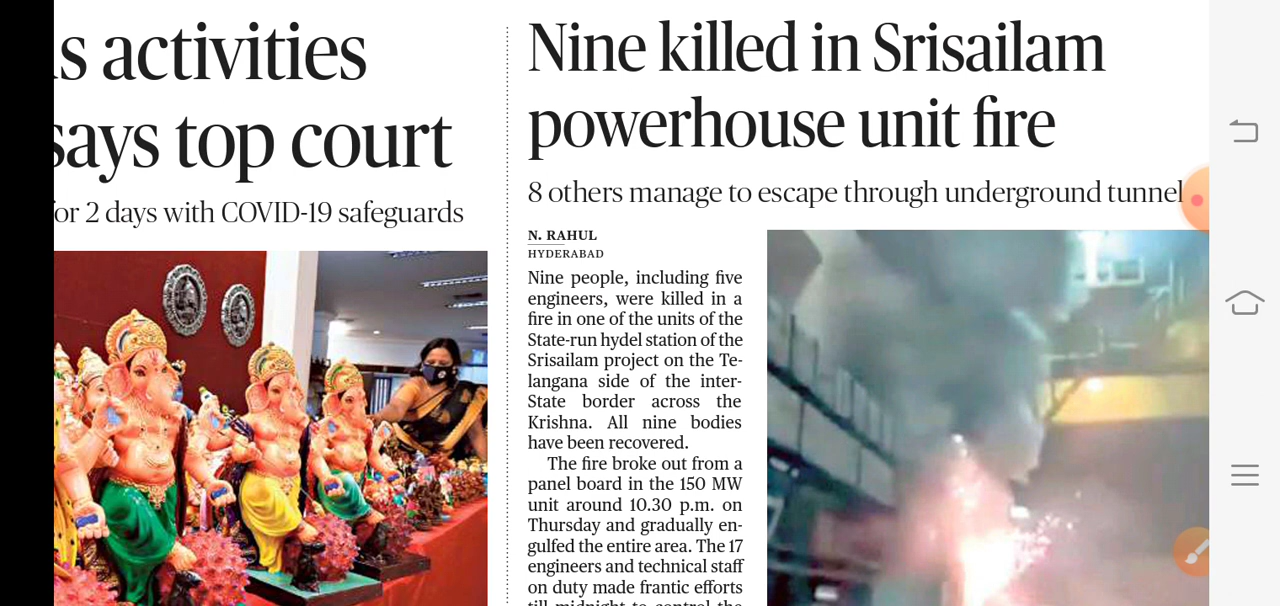 s activities
says top court
for 2 days with COVID-19 safeguards
Nine killed in Srisailam
powerhouse unit fire
8 others manage to escape through underground tunnel
N. RAHUL
HYDERABAD
Nine people, including five
engineers, were killed in a
fire in one of the units of the
State-run hydel station of the
Srisailam project on the Te-
langana side of the inter-
State border across the
Krishna. All nine bodies
have been recovered.
The fire broke out from a
panel board in the 150 MW
unit around 10.30 p.m. on
Thursday and gradually en-
gulfed the entire area. The 17
engineers and technical staff
on duty made frantic efforts
till midnight to control the